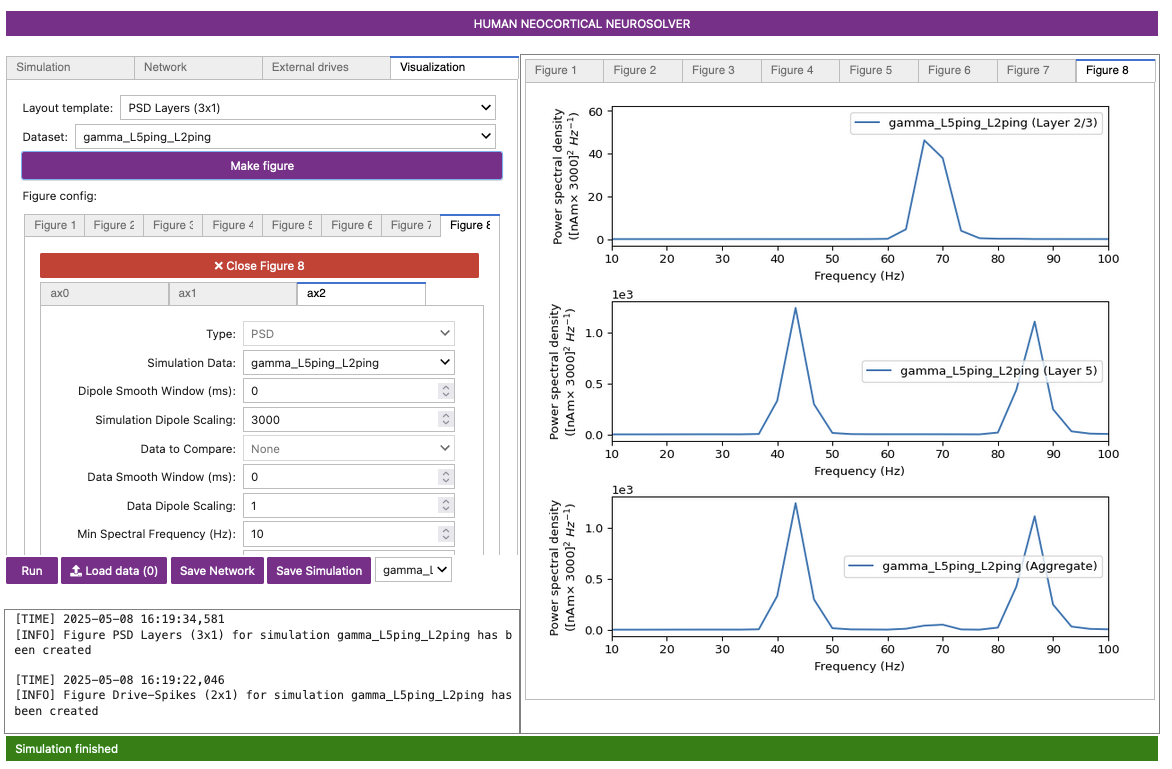 HUMAN NEOCORTICAL NEUROSOLVER
Simulation
Network
External drives
Visualization
Layout template:
PSD Layers (3x1)
Dataset:
gamma_L5ping_L2ping
Make figure
Figure config:
Figure 1
Figure 2
Figure 3
Figure 4
Figure 5
Figure 6
Figure 7
Figure 8
Close Figure 8
ax0
ax1
ax2
Type:
PSD
Simulation Data:
gamma_L5ping_L2ping
Dipole Smooth Window (ms):
0
Simulation Dipole Scaling:
3000
Data to Compare:
None
Data Smooth Window (ms):
0
Data Dipole Scaling:
1
Min Spectral Frequency (Hz):
10
Run
Load data (0)
Save Network
Save Simulation
gamma_L
[TIME] 2025-05-08 16:19:34,581
[INFO] Figure PSD Layers (3x1) for simulation gamma_L5ping_L2ping has b
een created
[TIME] 2025-05-08 16:19:22,046
[INFO] Figure Drive-Spikes (2x1) for simulation gamma_L5ping_L2ping has
been created
Figure 1
Figure 2
Figure 3
Figure 4
Figure 5
Figure 6
Figure 7
Figure 8
Power spectral density
([nAm× 3000]² Hz⁻¹)
60
40
20
0
gamma_L5ping_L2ping (Layer 2/3)
10 20 30 40 50 60 70 80 90 100
Frequency (Hz)
1e3
Power spectral density
([nAm× 3000]² Hz⁻¹)
1.0
0.5
0.0
gamma_L5ping_L2ping (Layer 5)
10 20 30 40 50 60 70 80 90 100
Frequency (Hz)
1e3
Power spectral density
([nAm× 3000]² Hz⁻¹)
1.0
0.5
0.0
gamma_L5ping_L2ping (Aggregate)
10 20 30 40 50 60 70 80 90 100
Frequency (Hz)
Simulation finished